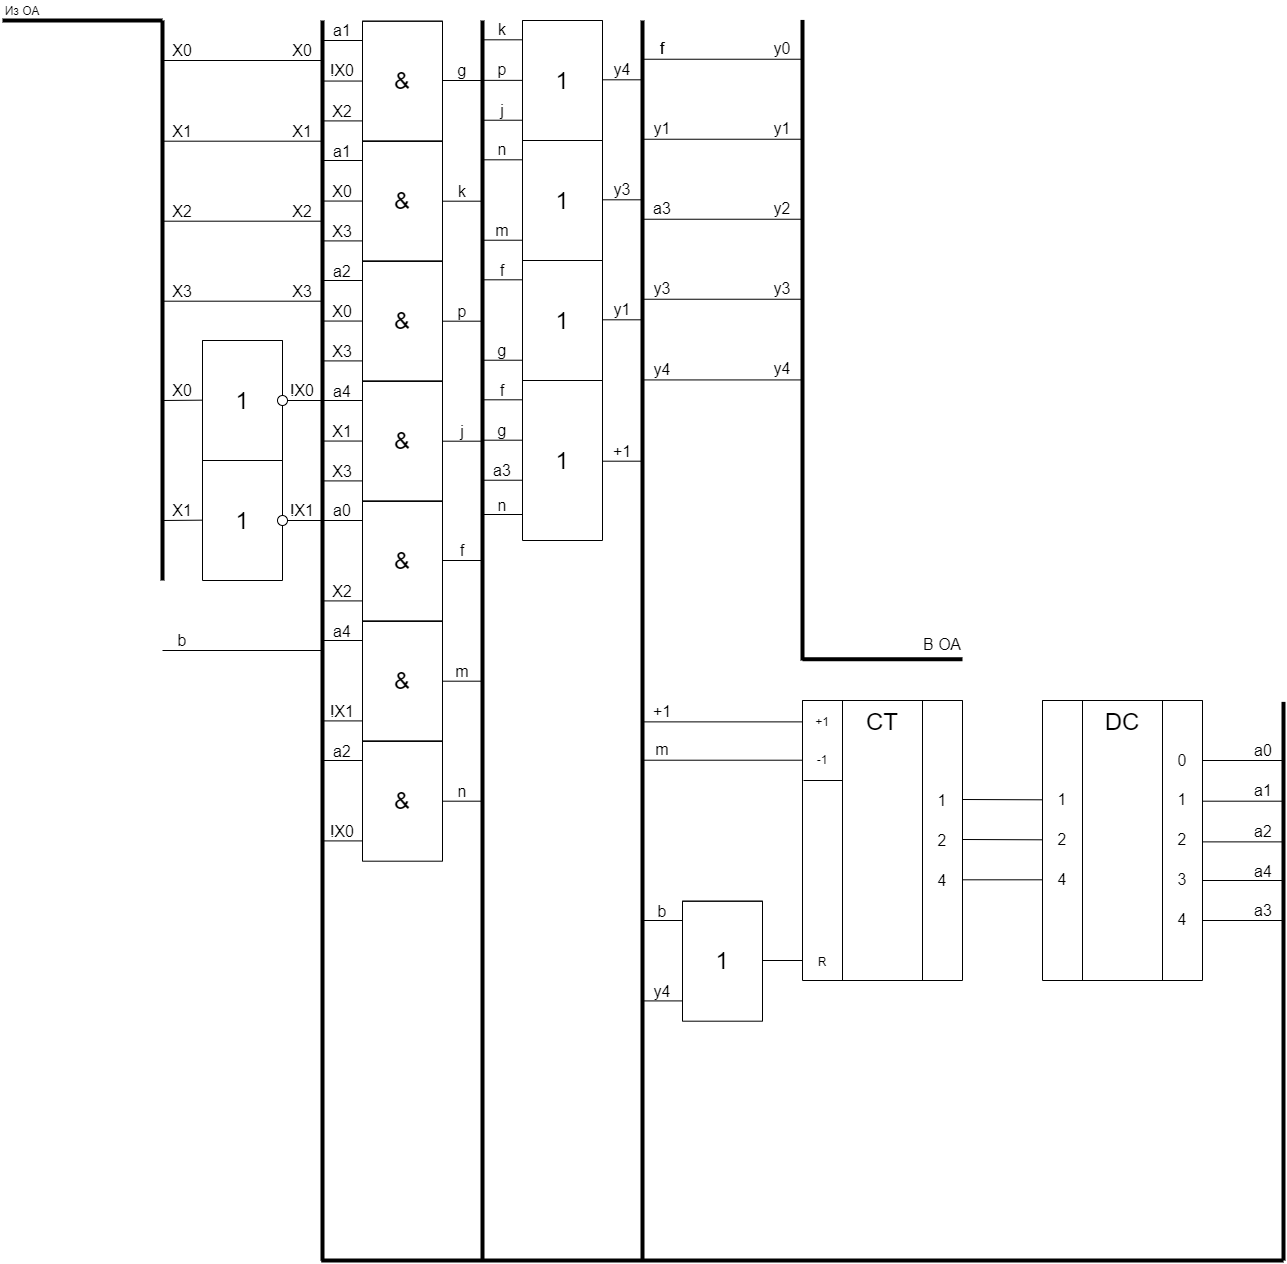 Из ОА
X0 X0
X1 X1
X2 X2
X3 X3
X0 1 !X0
X1 1 !X1
b
a1
!X0 & g
X2
a1
X0 & k
X3
a2
X0 & p
X3
a4
X1 & j
X3
a0
& f
X2
a4
& m
!X1
a2
& n
!X0
k
p 1 y4
j
n
1 y3
m
f
1 y1
g
f
g 1 +1
a3
n
f y0
y1 y1
a3 y2
y3 y3
y4 y4
В ОА
+1 +1 CT
m -1
1
2
4
b
1 R
y4
DC
1
2
4
0 a0
1 a1
2 a2
3 a4
4 a3